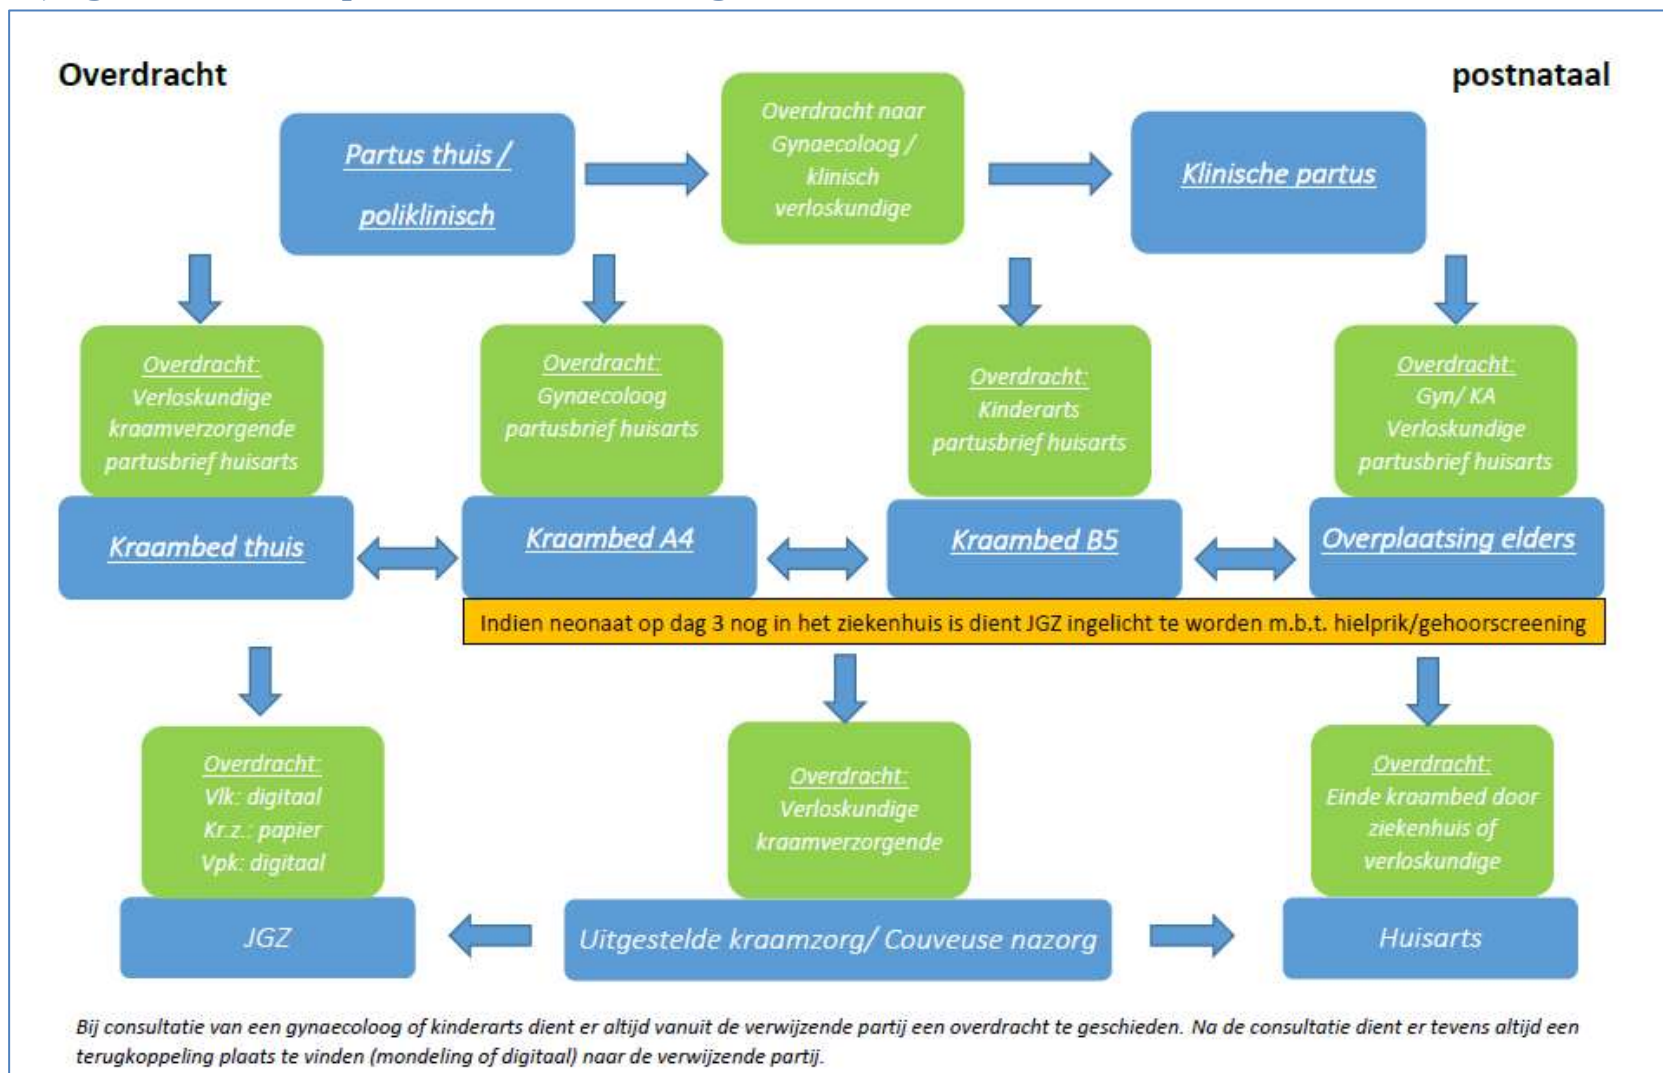 Overdracht
postnataal
Partus thuis /
poliklinisch
Overdracht naar
Gynaecoloog /
klinisch
verloskundige
Klinische partus
Overdracht:
Verloskundige
kraamverzorgende
partusbrief huisarts
Overdracht:
Gynaecoloog
partusbrief huisarts
Overdracht:
Kinderarts
partusbrief huisarts
Overdracht:
Gyn/ KA
Verloskundige
partusbrief huisarts
Kraambed thuis
Kraambed A4
Kraambed B5
Overplaatsing elders
Indien neonaat op dag 3 nog in het ziekenhuis is dient JGZ ingelicht te worden m.b.t. hielprik/gehoorscreening
Overdracht:
Vlk: digitaal
Kr.z.: papier
Vpk: digitaal
Overdracht:
Verloskundige
kraamverzorgende
Overdracht:
Einde kraambed door
ziekenhuis of
verloskundige
JGZ
Uitgestelde kraamzorg/ Couveuse nazorg
Huisarts
Bij consultatie van een gynaecoloog of kinderarts dient er altijd vanuit de verwijzende partij een overdracht te geschieden. Na de consultatie dient er tevens altijd een
terugkoppeling plaats te vinden (mondeling of digitaal) naar de verwijzende partij.